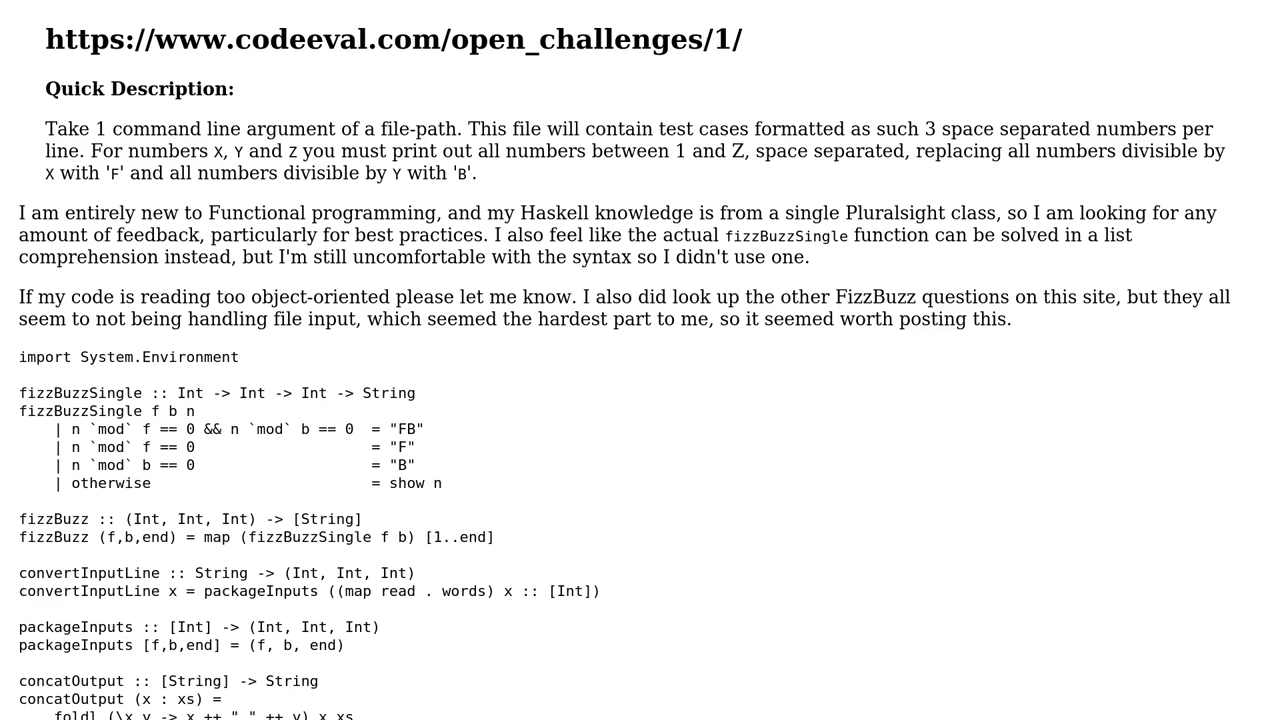 https://www.codeeval.com/open_challenges/1/
Quick Description:
Take 1 command line argument of a file-path. This file will contain test cases formatted as such 3 space separated numbers per
line. For numbers X, Y and Z you must print out all numbers between 1 and Z, space separated, replacing all numbers divisible by
X with 'F' and all numbers divisible by Y with 'B'.
I am entirely new to Functional programming, and my Haskell knowledge is from a single Pluralsight class, so I am looking for any
amount of feedback, particularly for best practices. I also feel like the actual fizzBuzzSingle function can be solved in a list
comprehension instead, but I'm still uncomfortable with the syntax so I didn't use one.
If my code is reading too object-oriented please let me know. I also did look up the other FizzBuzz questions on this site, but they all
seem to not being handling file input, which seemed the hardest part to me, so it seemed worth posting this.
import System.Environment
fizzBuzzSingle :: Int -> Int -> Int -> String
fizzBuzzSingle f b n
    | n `mod` f == 0 && n `mod` b == 0  = "FB"
    | n `mod` f == 0                    = "F"
    | n `mod` b == 0                    = "B"
    | otherwise                         = show n
fizzBuzz :: (Int, Int, Int) -> [String]
fizzBuzz (f,b,end) = map (fizzBuzzSingle f b) [1..end]
convertInputLine :: String -> (Int, Int, Int)
convertInputLine x = packageInputs ((map read . words) x :: [Int])
packageInputs :: [Int] -> (Int, Int, Int)
packageInputs [f,b,end] = (f, b, end)
concatOutput :: [String] -> String
concatOutput (x : xs) =
    foldl (\x y -> x ++ " " ++ y) x xs